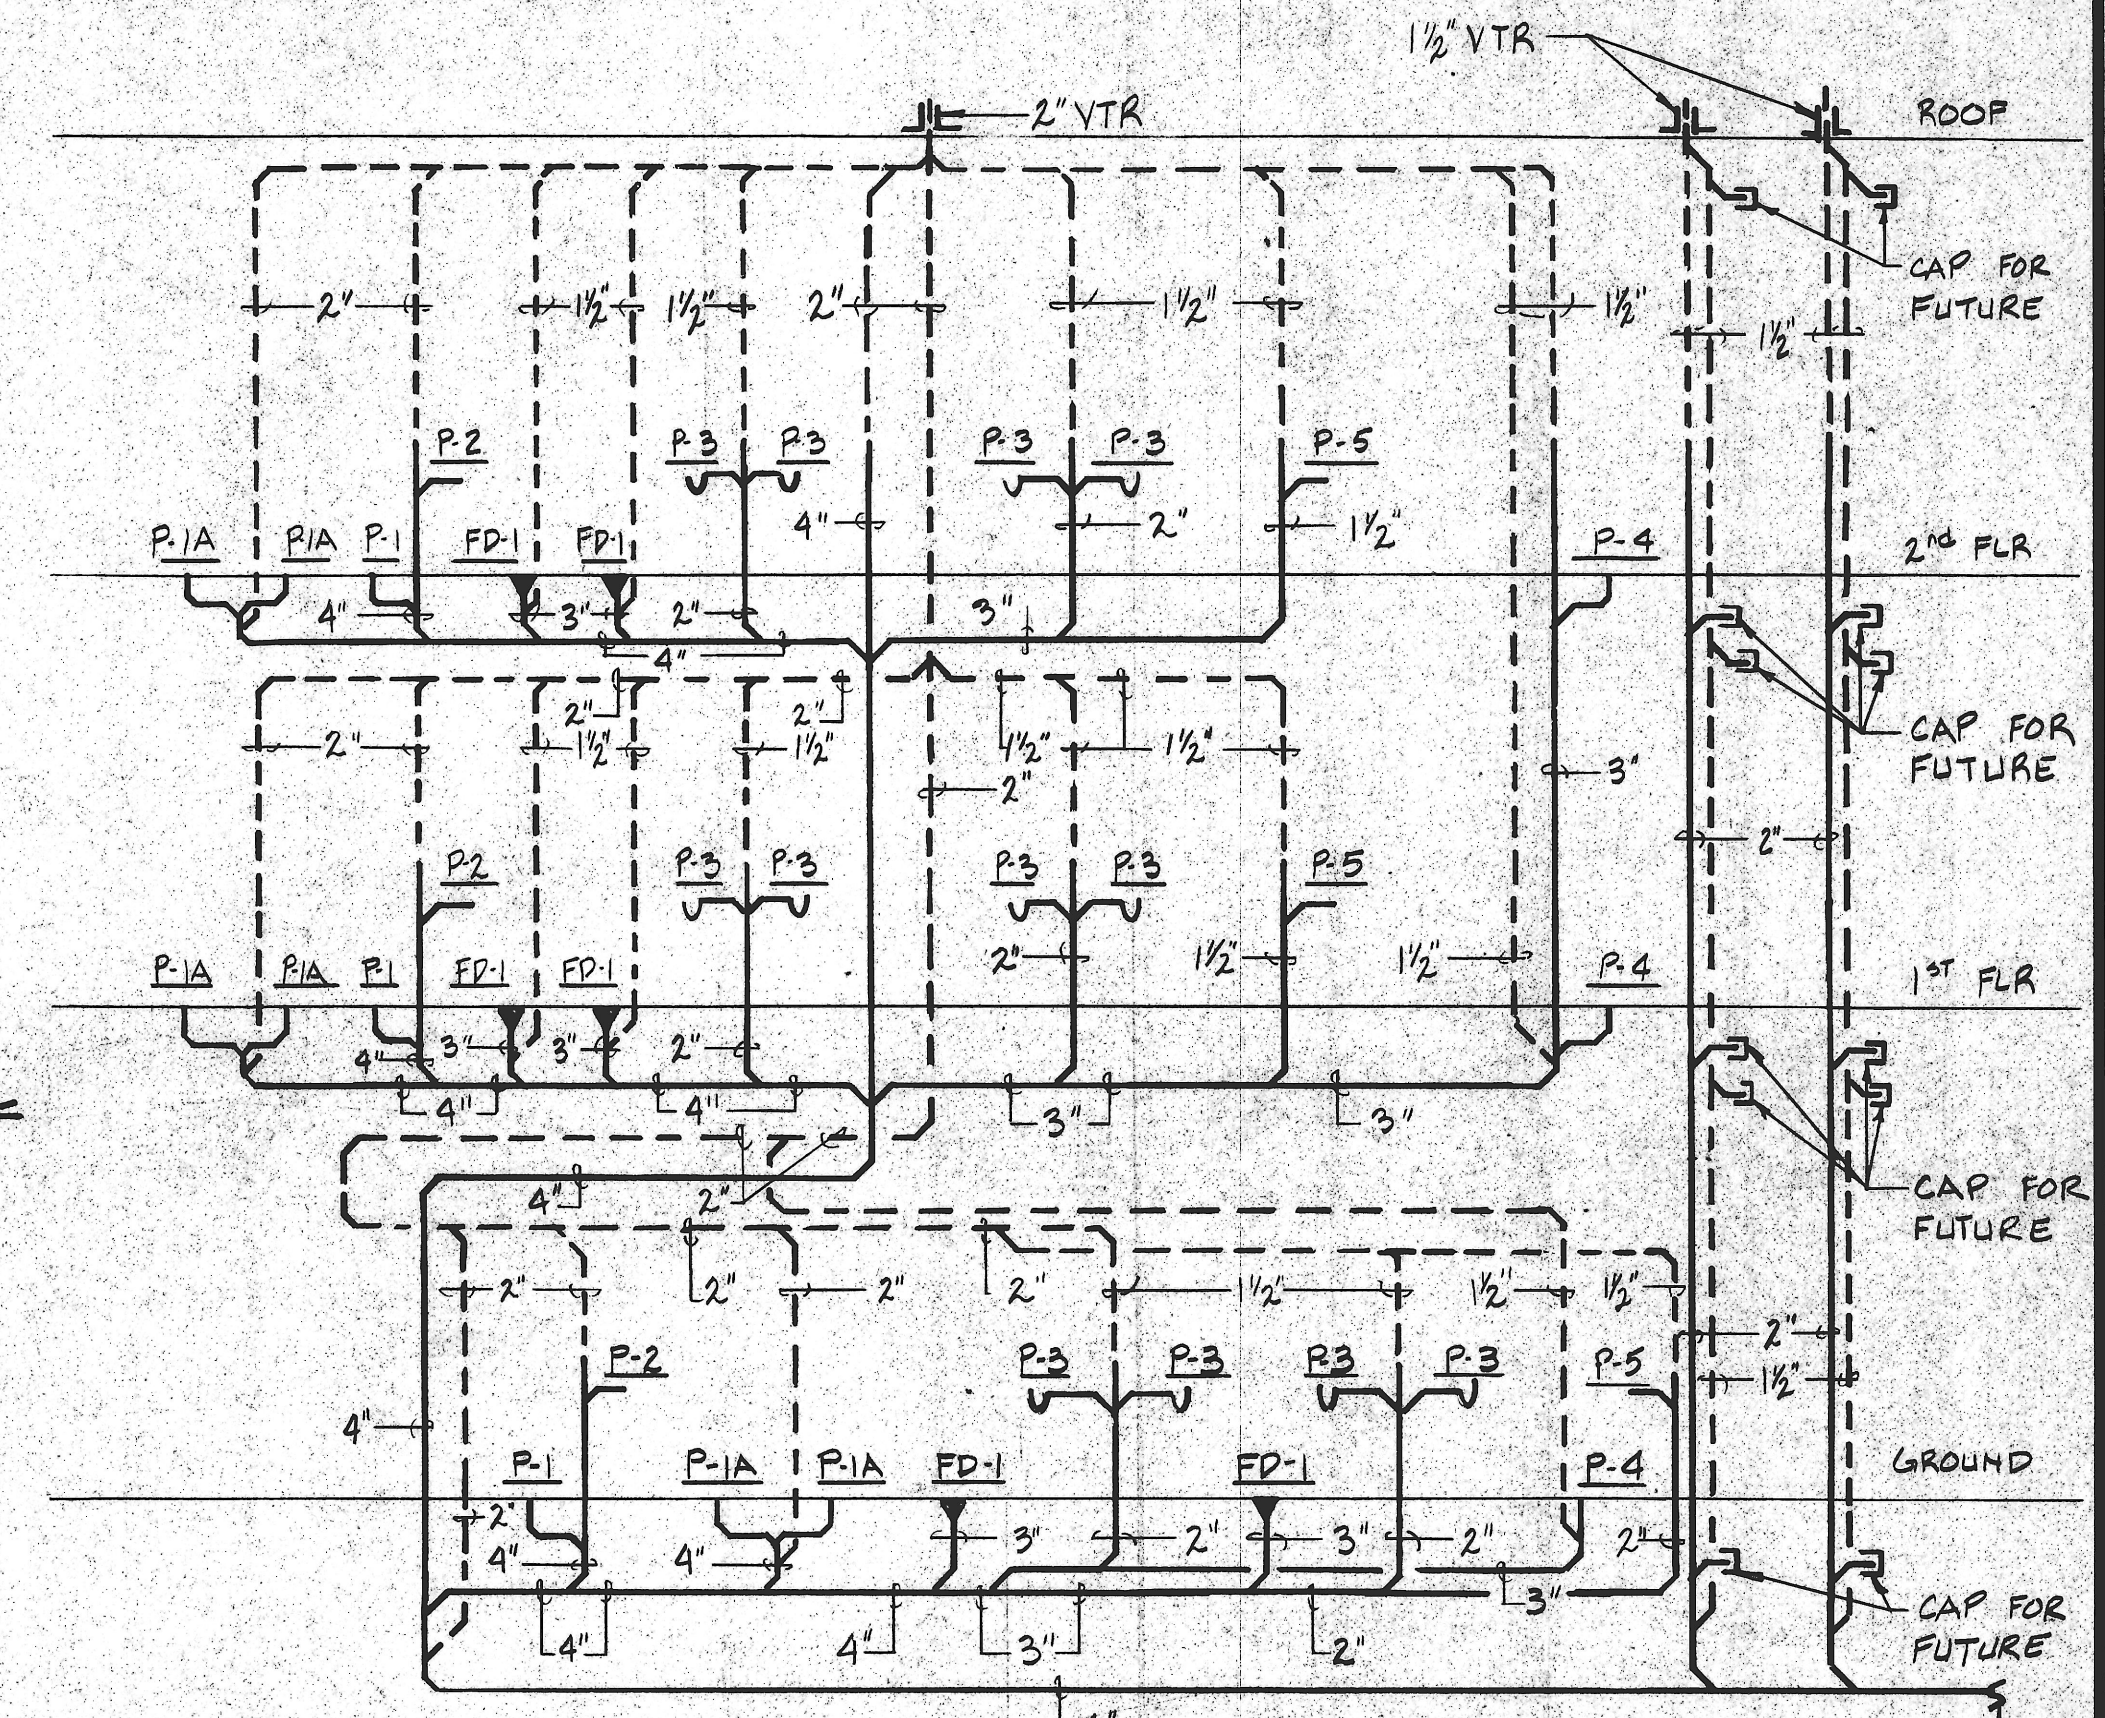 1½" VTR
2" VTR
ROOF
CAP FOR
FUTURE
2"
1½"
1½"
2"
1½"
1½"
1½"
P-2
P-3
P-3
P-3
P-3
P-5
4"
2"
1½"
P-1A
P-1A
P-1
FD-1
FD-1
P-4
2nd FLR
4"
3"
2"
3"
4"
2"
2"
CAP FOR
FUTURE
2"
1½"
1½"
1½"
1½"
2"
3"
2"
P-2
P-3
P-3
P-3
P-3
P-5
2"
1½"
1½"
P-1A
P-1A
P-1
FD-1
FD-1
P-4
1ST FLR
4"
3"
3"
2"
4"
4"
3"
3"
4"
2"
CAP FOR
FUTURE
2"
2"
2"
2"
1½"
1½"
1½"
2"
P-2
P-3
P-3
P-3
P-3
P-5
1½"
4"
P-1
P-1A
P-1A
FD-1
FD-1
P-4
GROUND
2"
4"
4"
3"
2"
3"
2"
2"
3"
CAP FOR
FUTURE
4"
4"
3"
2"